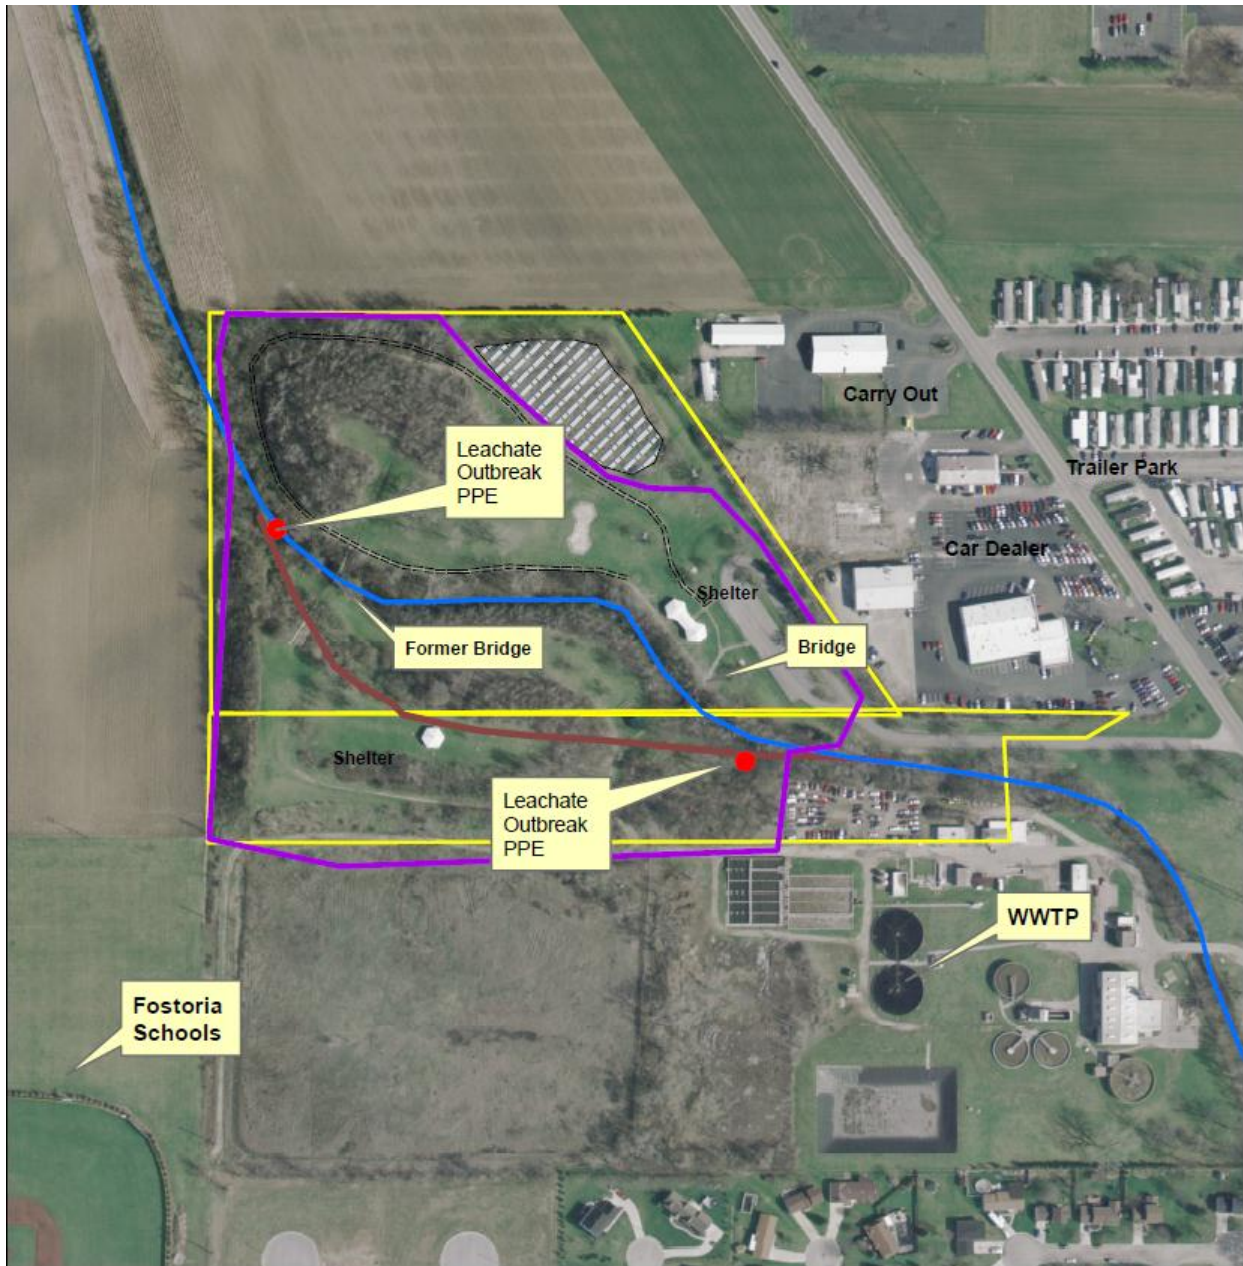 Carry Out
Leachate
Outbreak
PPE
Trailer Park
Car Dealer
Shelter
Former Bridge
Bridge
Shelter
Leachate
Outbreak
PPE
WWTP
Fostoria
Schools